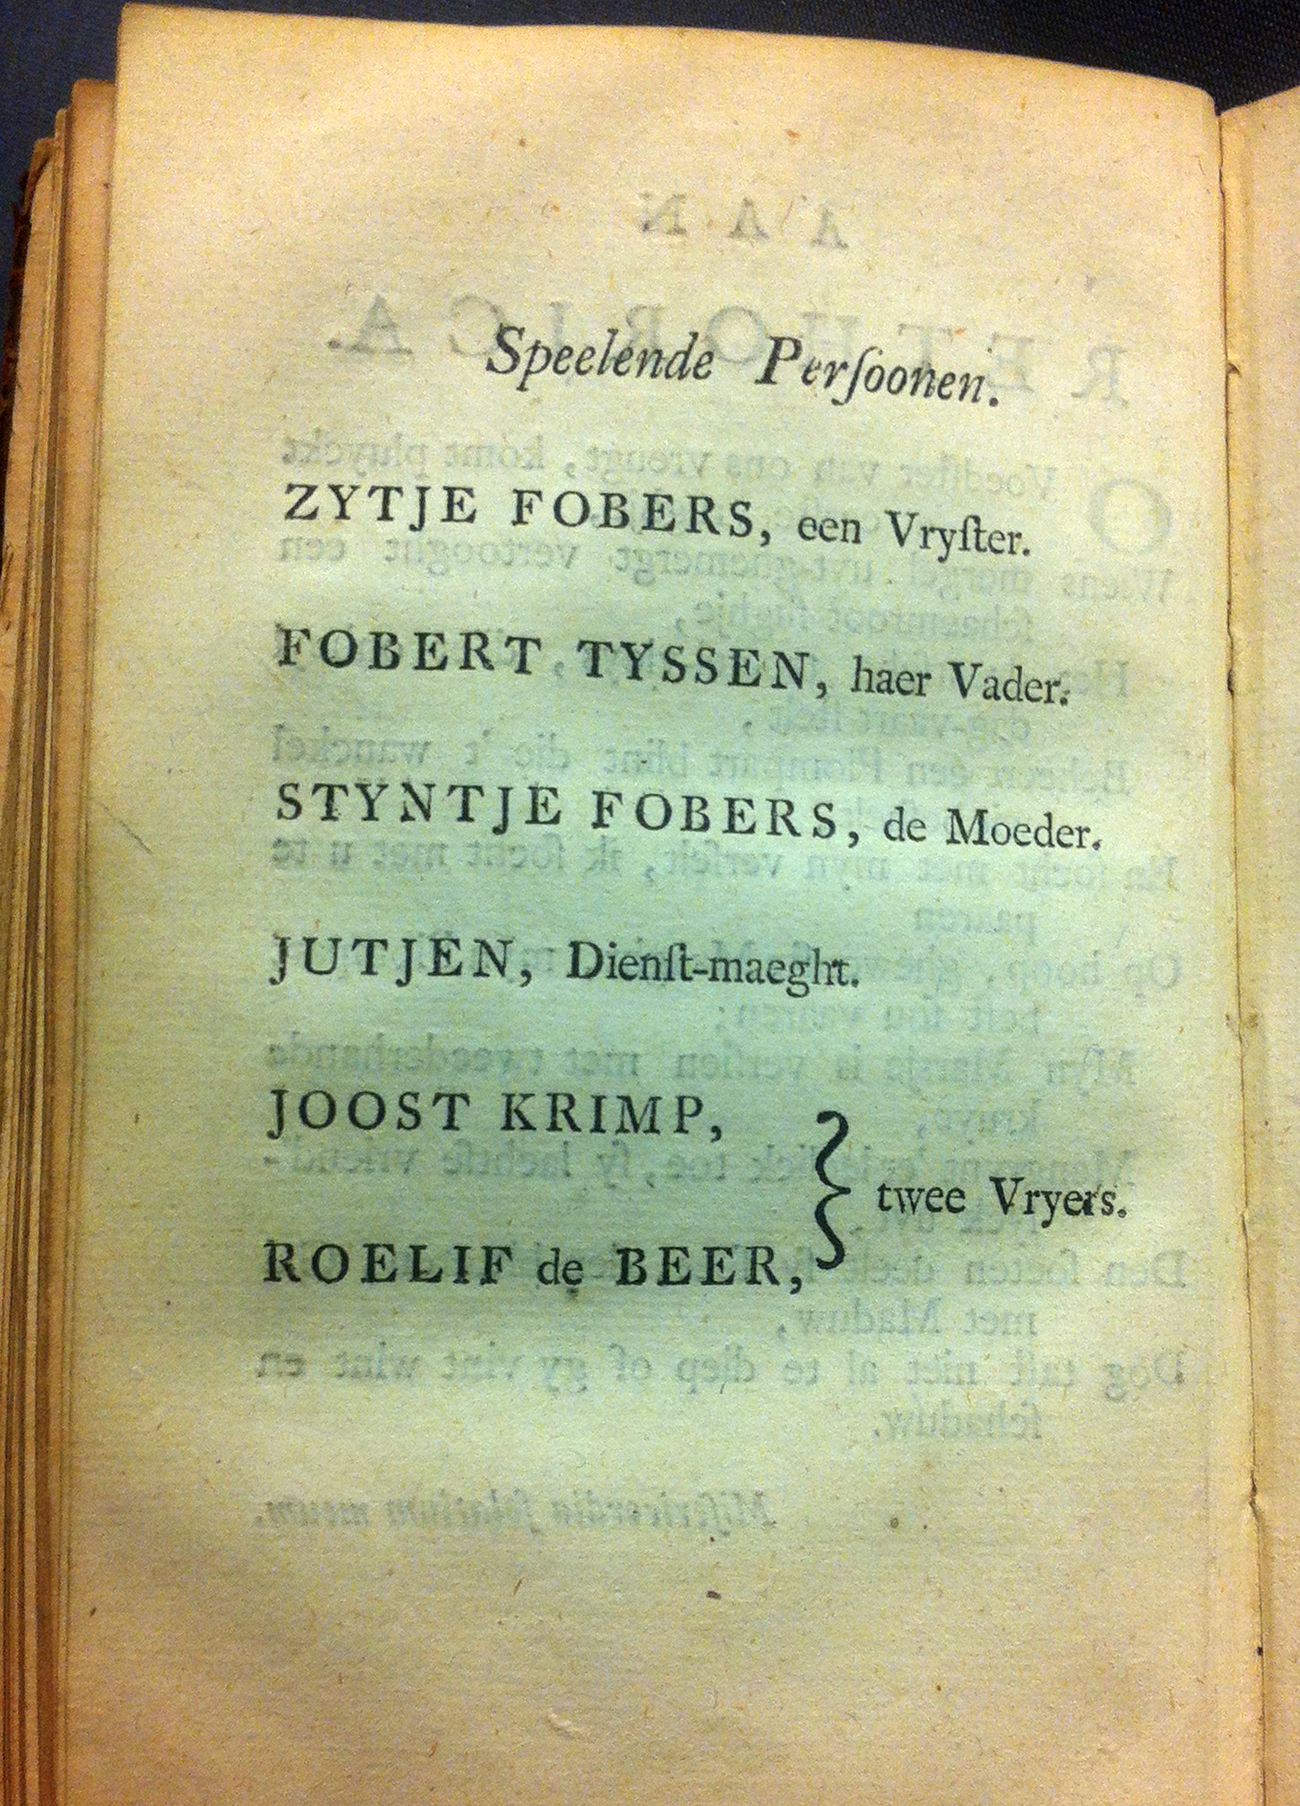 Speelende Perſoonen.
ZYTJE FOBERS, een Vryſter.
FOBERT TYSSEN, haer Vader.
STYNTJE FOBERS, de Moeder.
JUTJEN, Dienſt-maeght.
JOOST KRIMP,
twee Vryers.
ROELIF de BEER,